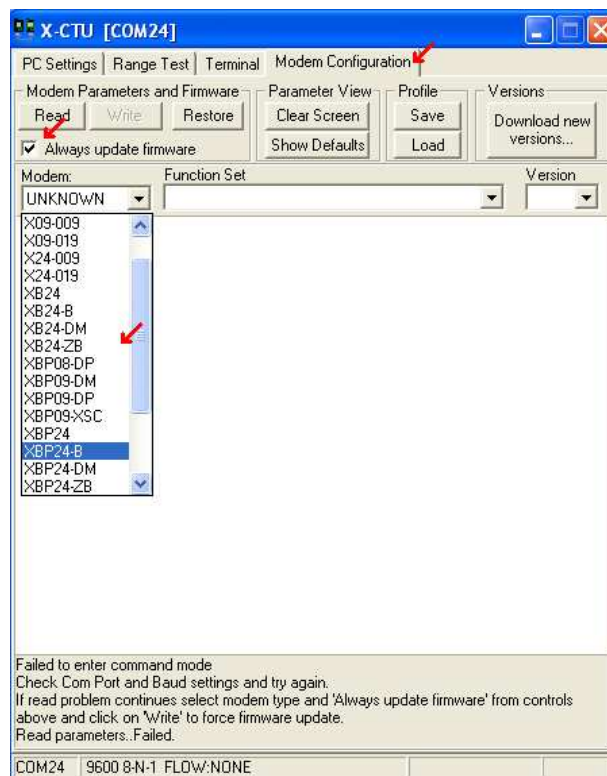 X-CTU [COM24]
PC Settings Range Test Terminal Modem Configuration
Modem Parameters and Firmware Parameter View Profile Versions
Read Write Restore Clear Screen Save Download new versions...
Always update firmware Show Defaults Load
Modem: Function Set Version
UNKNOWN
X09-009
X09-019
X24-009
X24-019
XB24
XB24-B
XB24-DM
XB24-ZB
XBP08-DP
XBP09-DM
XBP09-DP
XBP09-XSC
XBP24
XBP24-B
XBP24-DM
XBP24-ZB
Failed to enter command mode
Check Com Port and Baud settings and try again.
If read problem continues select modem type and 'Always update firmware' from controls
above and click on 'Write' to force firmware update.
Read parameters..Failed.
COM24 9600 8-N-1 FLOW:NONE